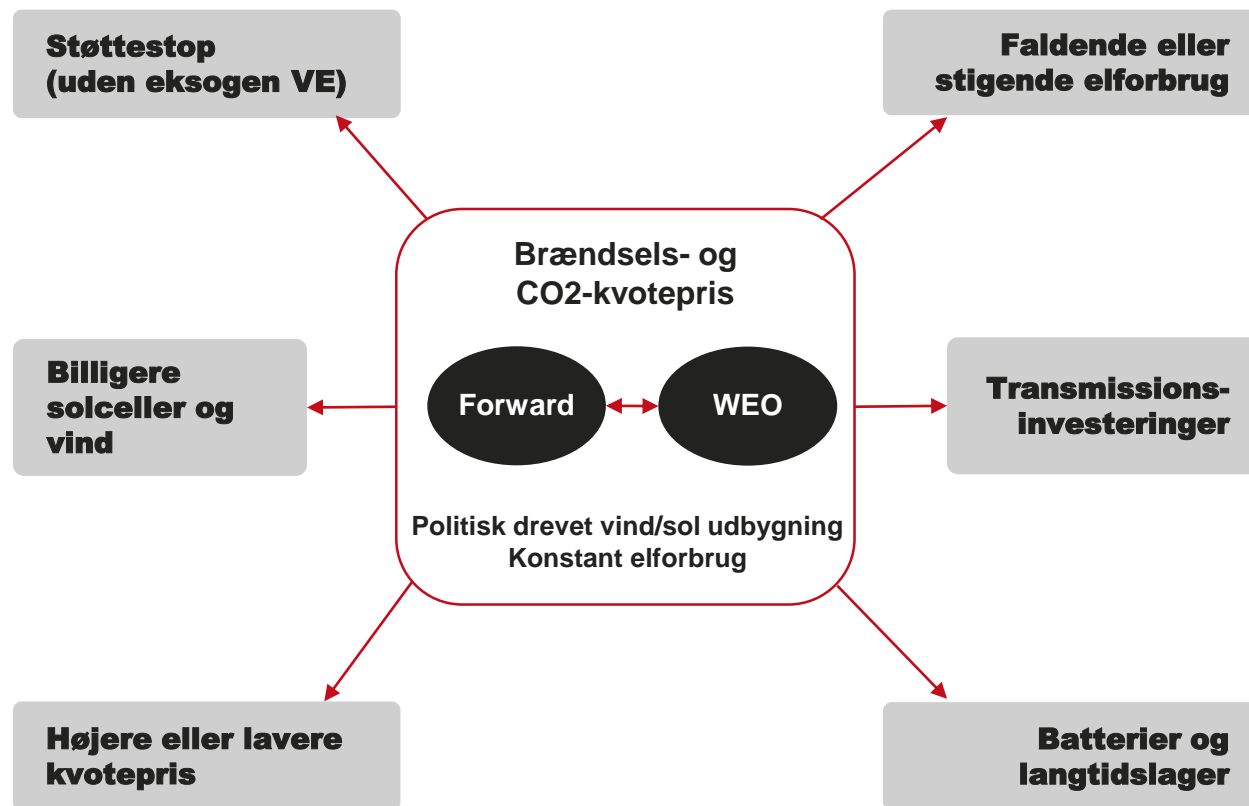 Støttestop
(uden eksogen VE)
Faldende eller
stigende elforbrug
Brændsels- og
CO2-kvotepris
Billigere
solceller og
vind
Forward
WEO
Transmissions-
investeringer
Politisk drevet vind/sol udbygning
Konstant elforbrug
Højere eller lavere
kvotepris
Batterier og
langtidslager